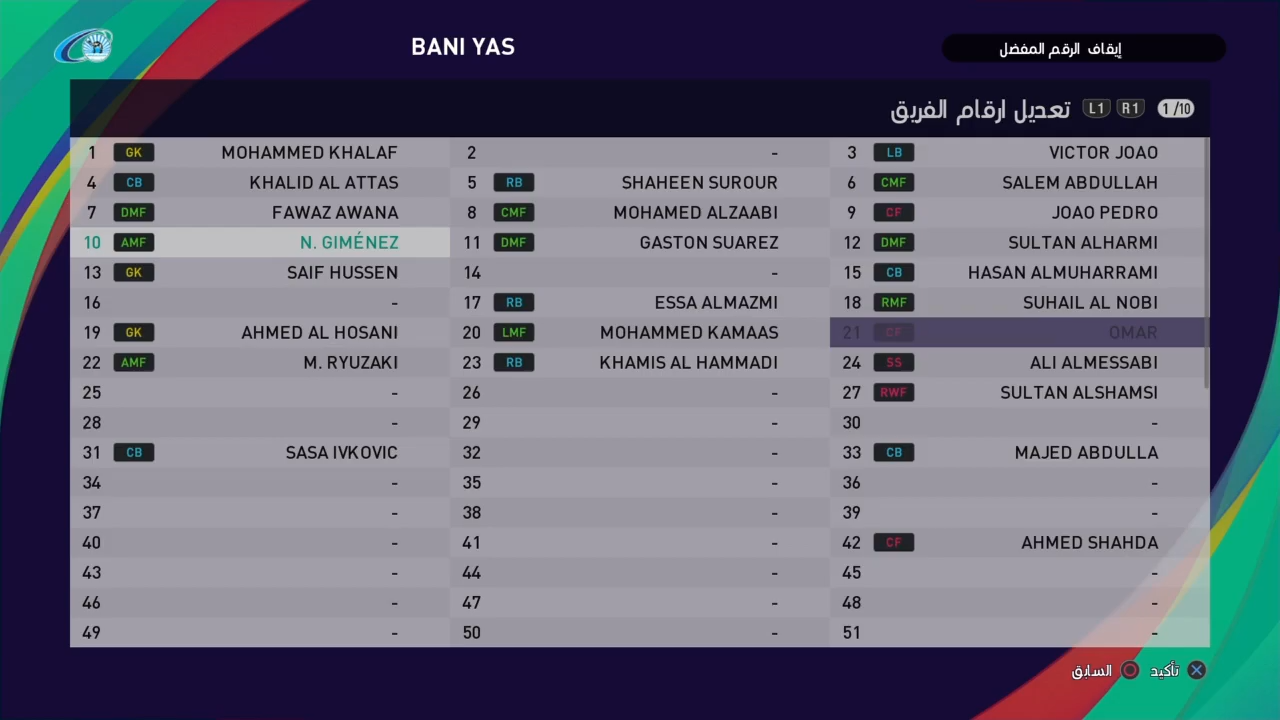 BANI YAS
إيقاف الرقم المفضل
تعديل ارقام الفريق L1 R1 1/10
1 GK MOHAMMED KHALAF 2 - 3 LB VICTOR JOAO
4 CB KHALID AL ATTAS 5 RB SHAHEEN SUROUR 6 CMF SALEM ABDULLAH
7 DMF FAWAZ AWANA 8 CMF MOHAMED ALZAABI 9 CF JOAO PEDRO
10 AMF N. GIMÉNEZ 11 DMF GASTON SUAREZ 12 DMF SULTAN ALHARMI
13 GK SAIF HUSSEN 14 - 15 CB HASAN ALMUHARRAMI
16 - 17 RB ESSA ALMAZMI 18 RMF SUHAIL AL NOBI
19 GK AHMED AL HOSANI 20 LMF MOHAMMED KAMAAS 21 CF OMAR
22 AMF M. RYUZAKI 23 RB KHAMIS AL HAMMADI 24 SS ALI ALMESSABI
25 - 26 - 27 RWF SULTAN ALSHAMSI
28 - 29 - 30 -
31 CB SASA IVKOVIC 32 - 33 CB MAJED ABDULLA
34 - 35 - 36 -
37 - 38 - 39 -
40 - 41 - 42 CF AHMED SHAHDA
43 - 44 - 45 -
46 - 47 - 48 -
49 - 50 - 51 -
تأكيد السابق